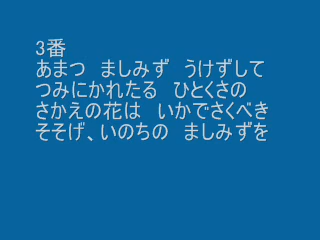 3番
あまつ　ましみず　うけずして
つみにかれたる　ひとくさの
さかえの花は　いかでさくべき
そそげ、いのちの　ましみずを